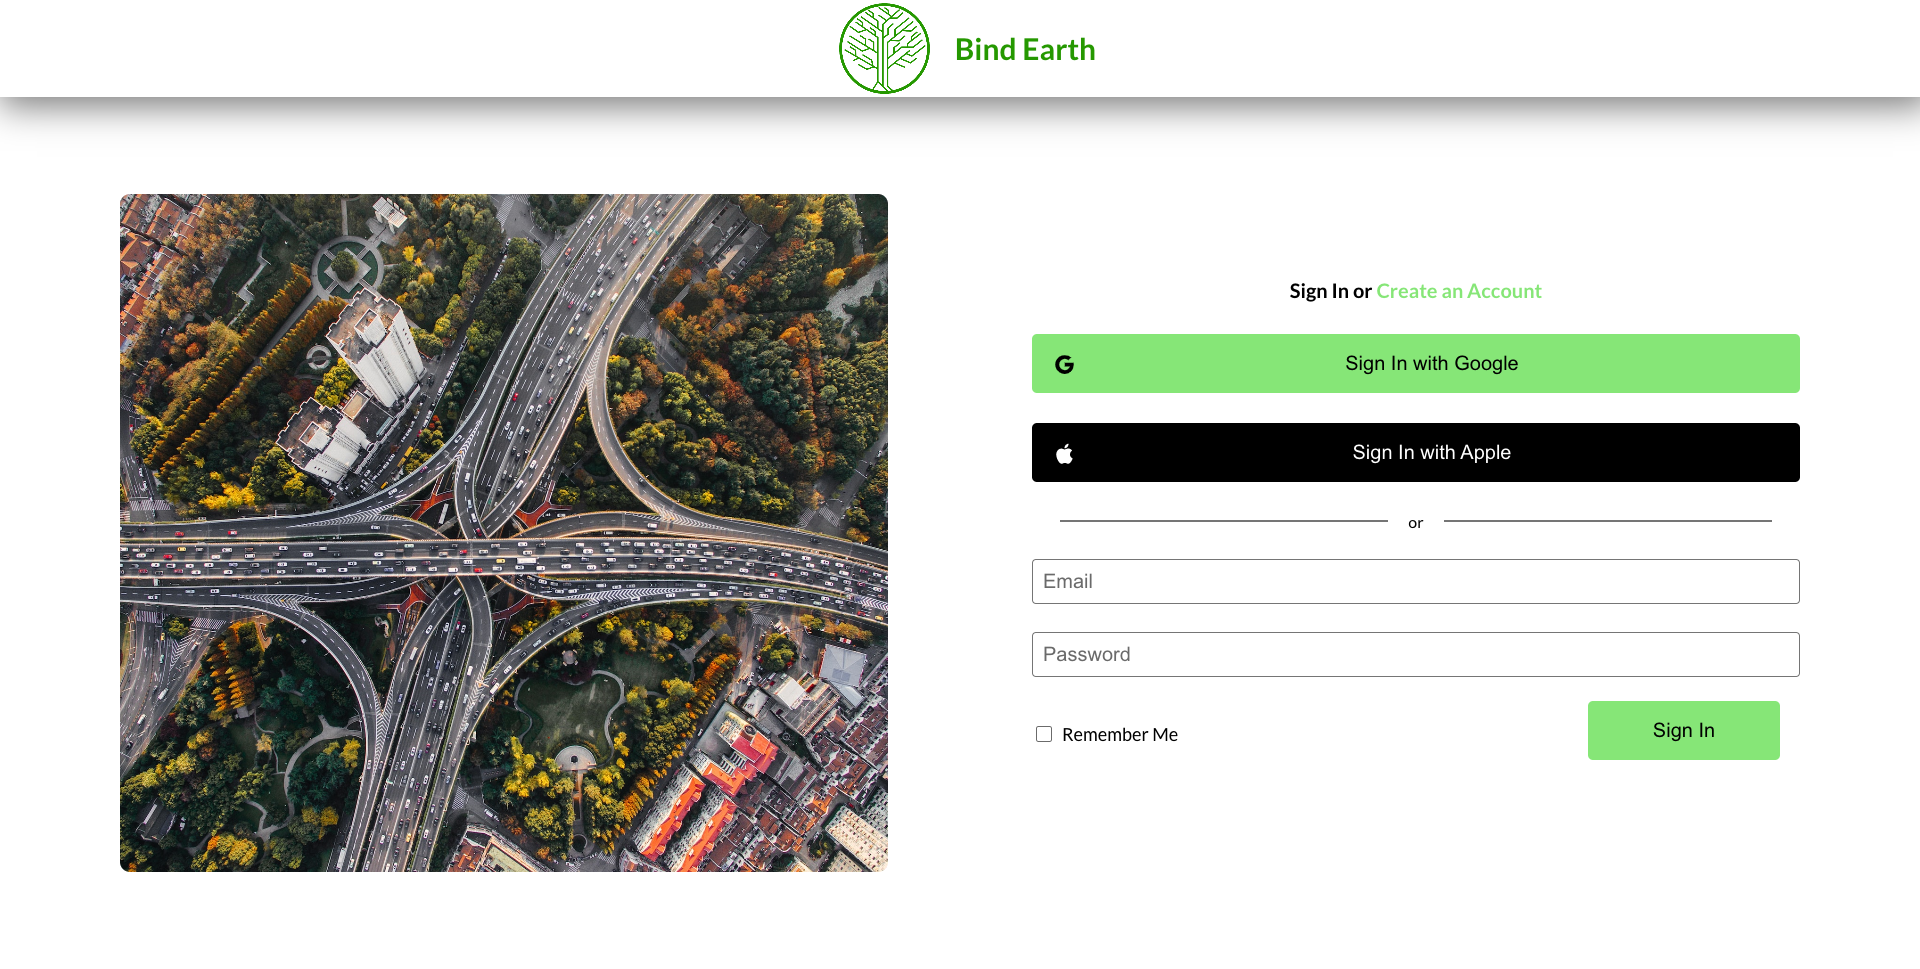 Bind Earth
Sign In or Create an Account
Sign In with Google
Sign In with Apple
or
Email
Password
Remember Me
Sign In